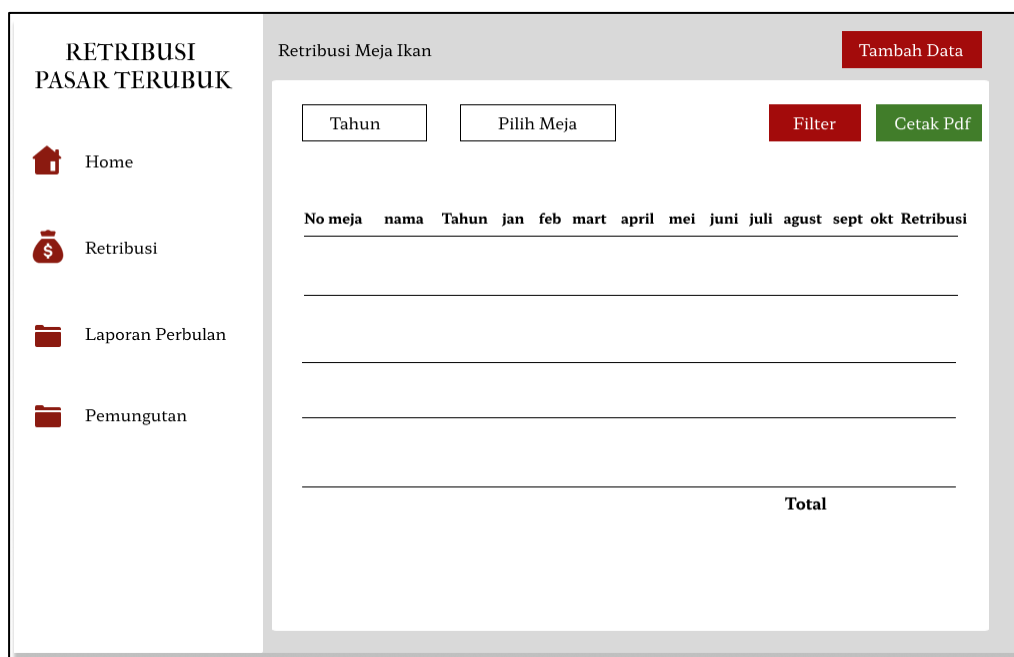 RETRIBUSI
PASAR TERUBUK
Home
Retribusi
Laporan Perbulan
Pemungutan
Retribusi Meja Ikan
Tambah Data
Tahun
Pilih Meja
Filter
Cetak Pdf
No meja nama Tahun jan feb mart april mei juni juli agust sept okt Retribusi
Total